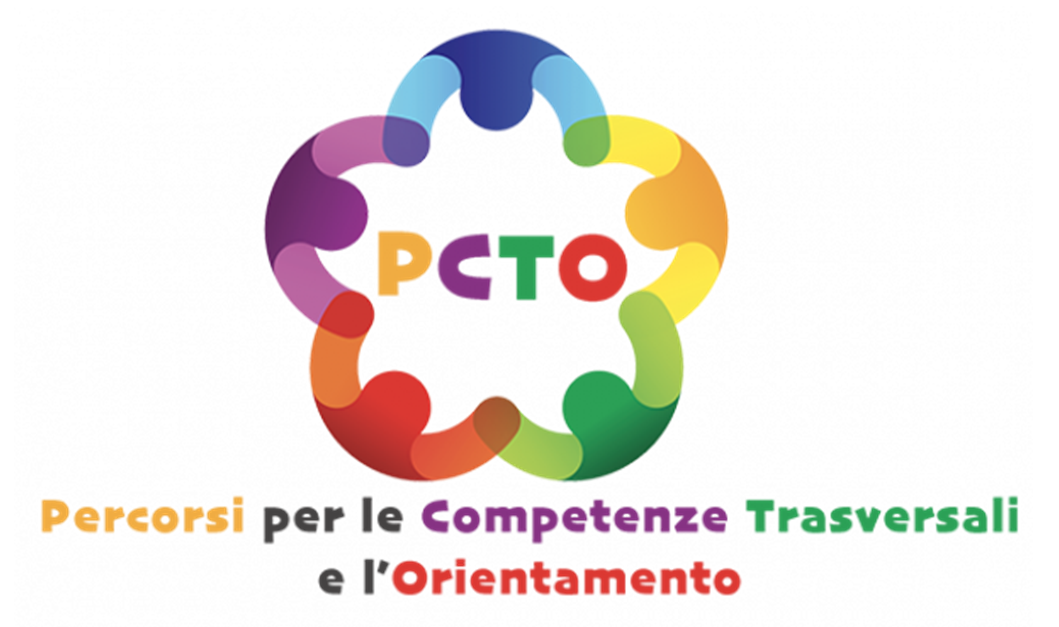 PCTO
Percorsi per le Competenze Trasversali
e l'Orientamento